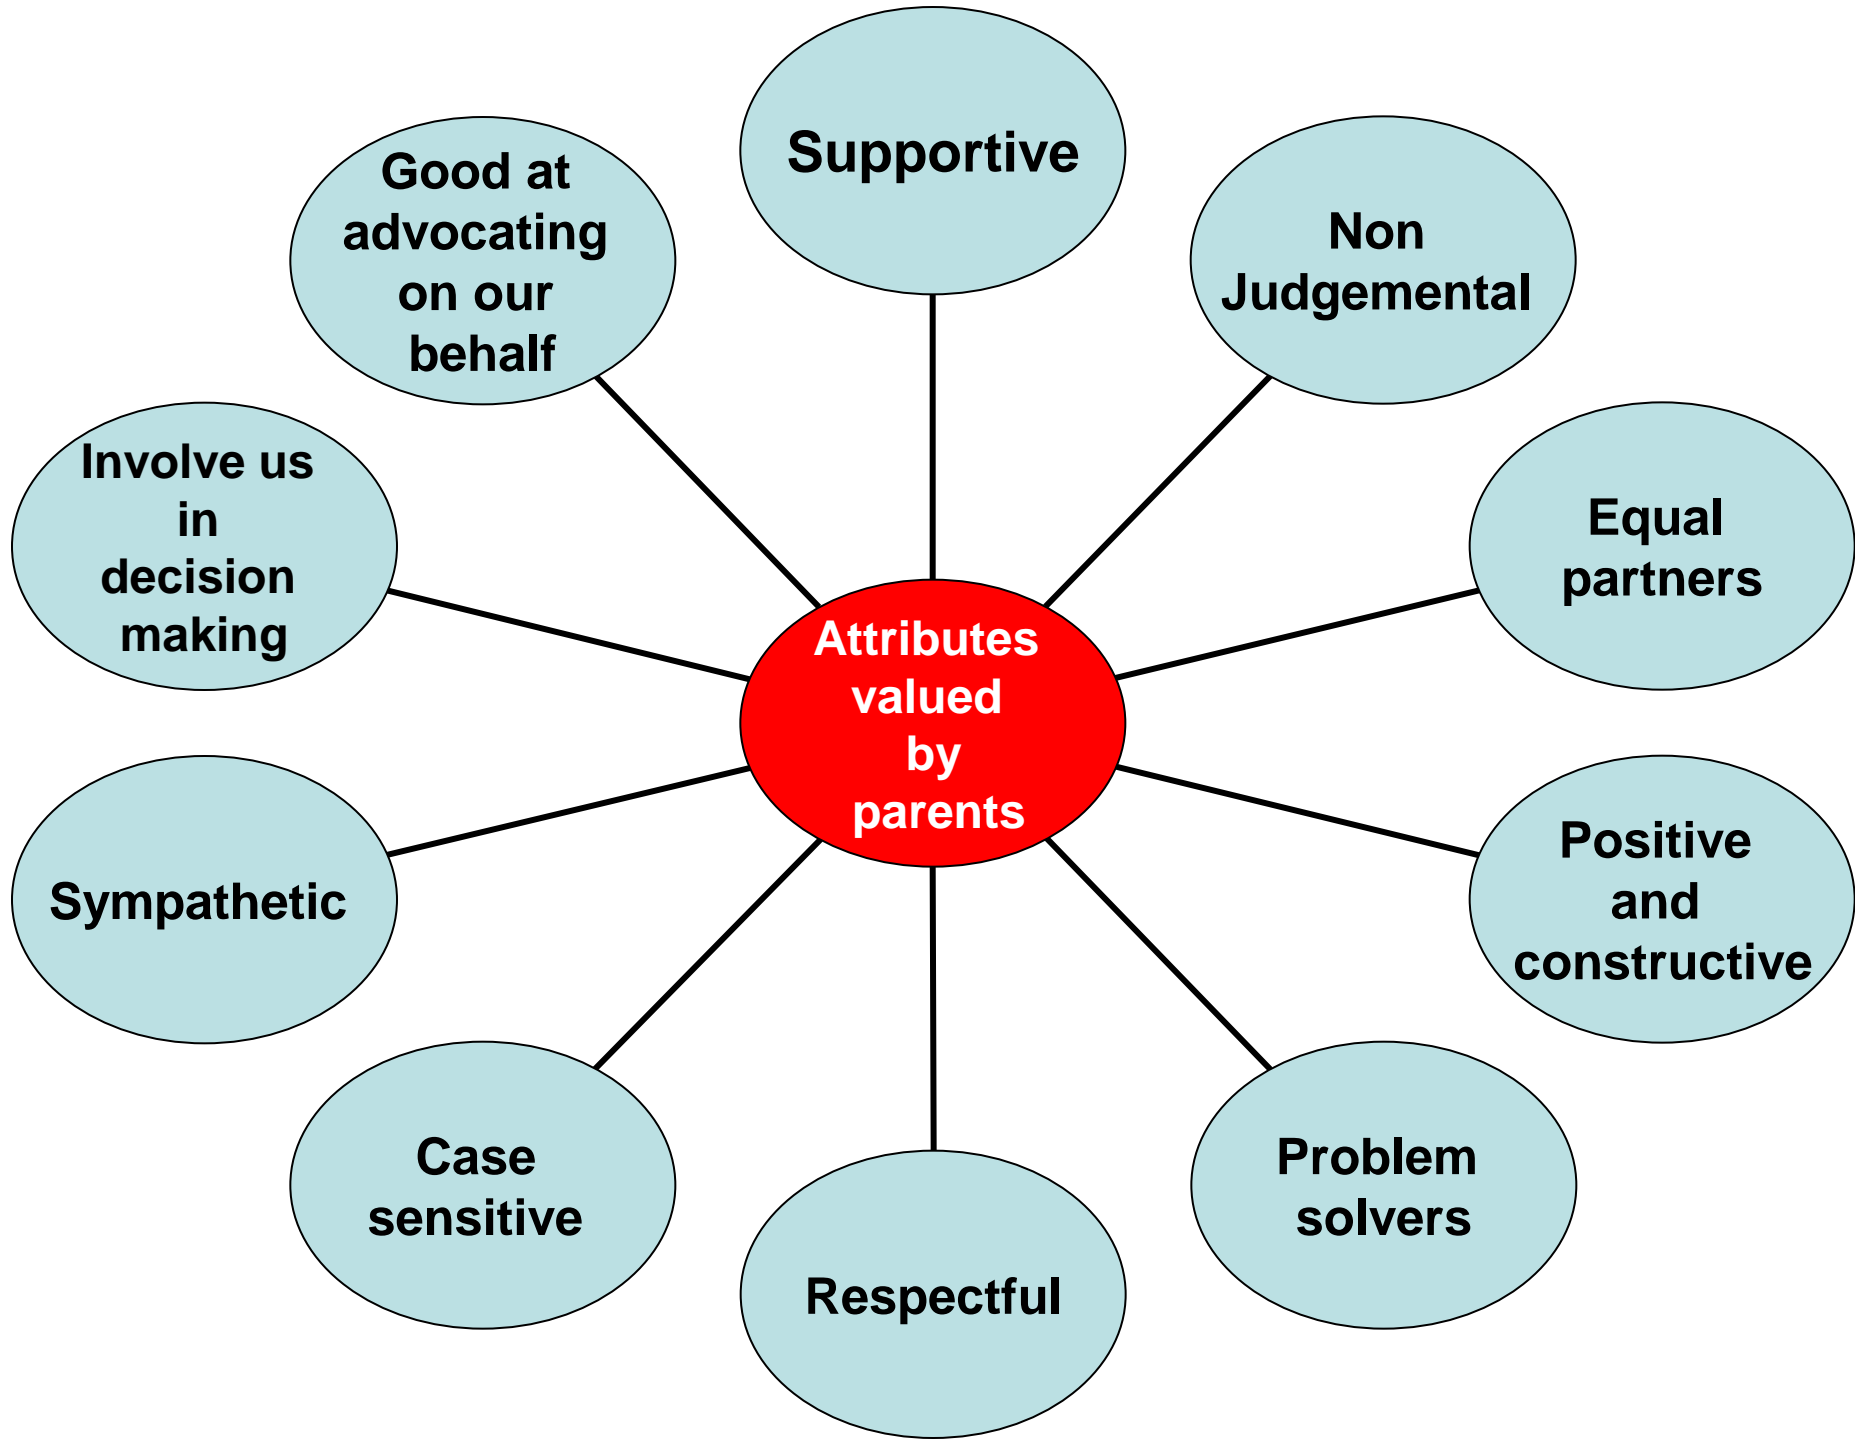 Supportive
Good at
advocating
on our
behalf
Non
Judgemental
Involve us
in
decision
making
Equal
partners
Attributes
valued
by
parents
Sympathetic
Positive
and
constructive
Case
sensitive
Problem
solvers
Respectful